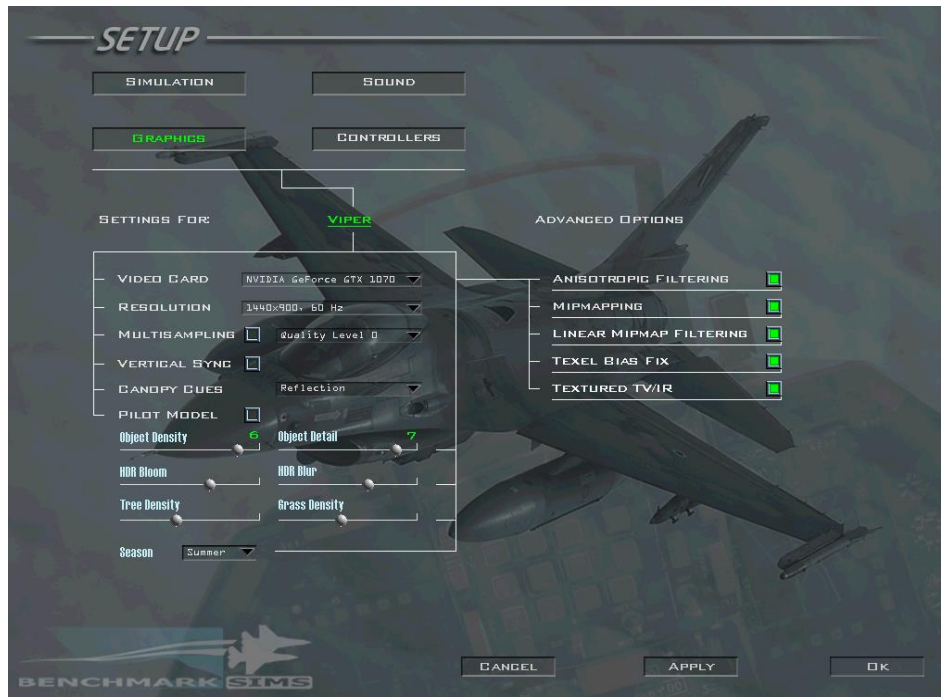 SETUP
SIMULATION
SOUND
GRAPHICS
CONTROLLERS
SETTINGS FOR:
VIPER
ADVANCED OPTIONS
VIDEO CARD
NVIDIA GeForce GTX 1070
RESOLUTION
1440x900, 60 Hz
MULTISAMPLING
Quality Level 0
VERTICAL SYNC
CANOPY CUES
Reflection
PILOT MODEL
Object Density
6
Object Detail
7
HDR Bloom
HDR Blur
Tree Density
Grass Density
Season
Summer
ANISOTROPIC FILTERING
MIPMAPPING
LINEAR MIPMAP FILTERING
TEXEL BIAS FIX
TEXTURED TV/IR
BENCHMARK SIMS
CANCEL
APPLY
OK